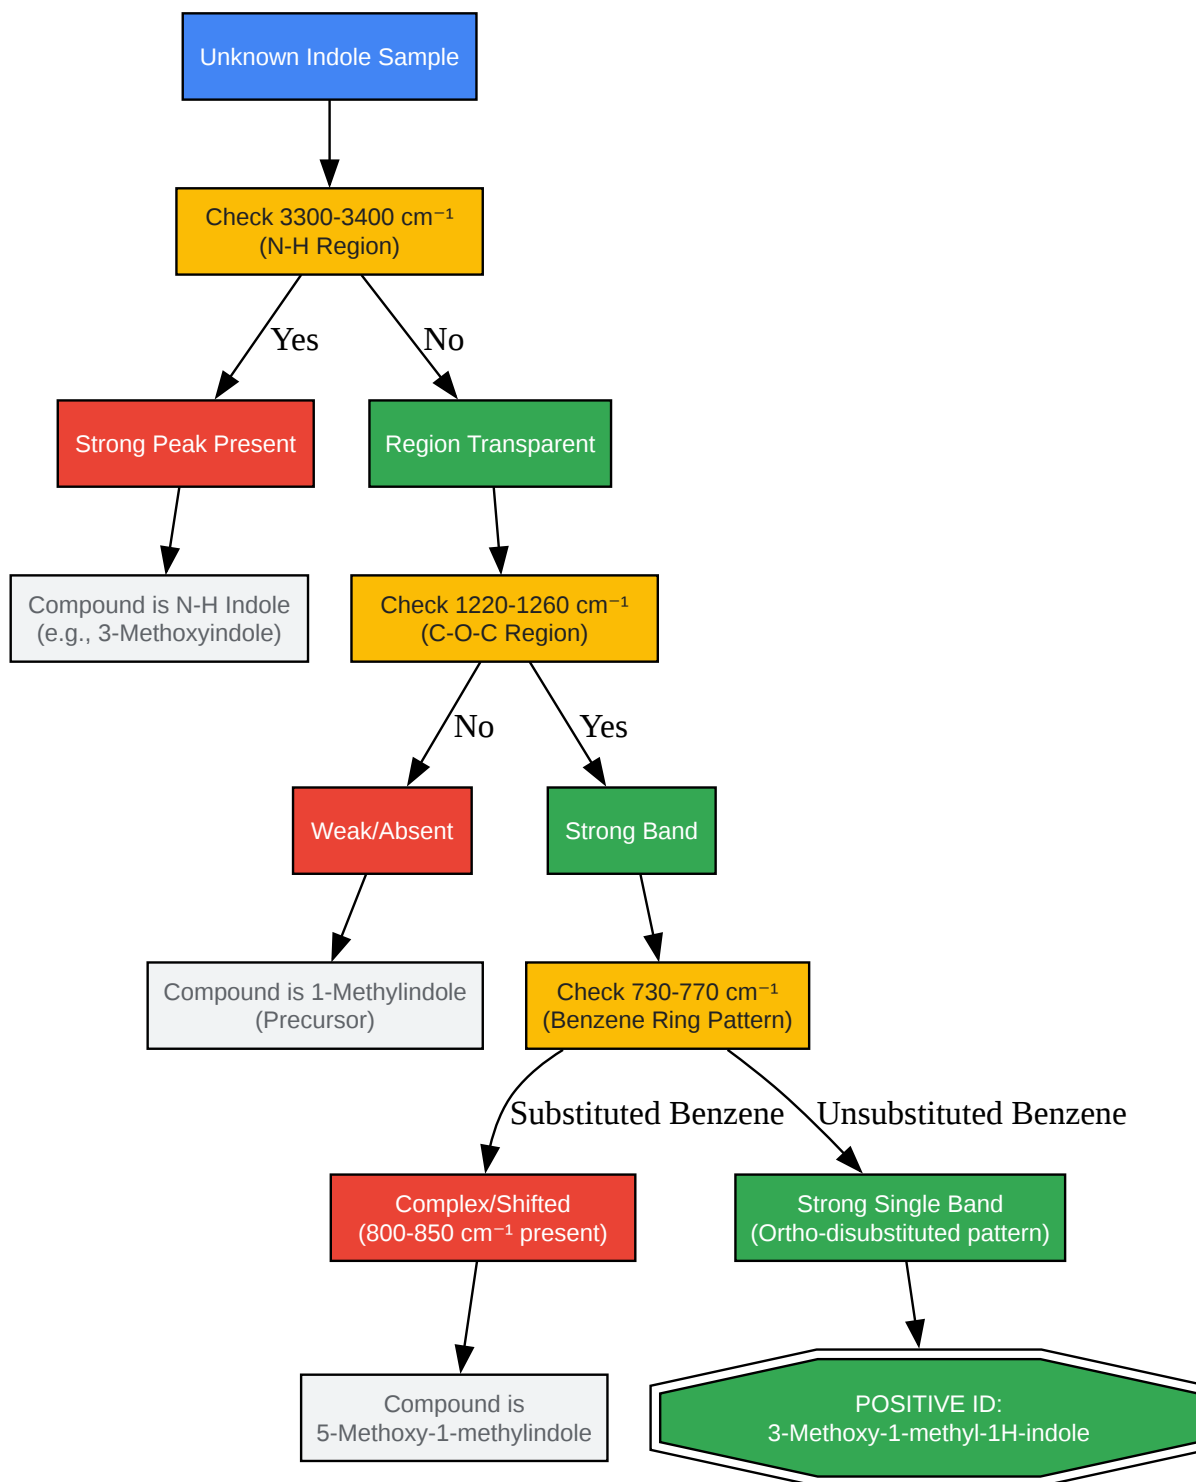 Unknown Indole Sample
Check 3300-3400 cm⁻¹
(N-H Region)
Yes
No
Strong Peak Present
Region Transparent
Compound is N-H Indole
(e.g., 3-Methoxyindole)
Check 1220-1260 cm⁻¹
(C-O-C Region)
No
Yes
Weak/Absent
Strong Band
Compound is 1-Methylindole
(Precursor)
Check 730-770 cm⁻¹
(Benzene Ring Pattern)
Substituted Benzene
Unsubstituted Benzene
Complex/Shifted
(800-850 cm⁻¹ present)
Strong Single Band
(Ortho-disubstituted pattern)
Compound is
5-Methoxy-1-methylindole
POSITIVE ID:
3-Methoxy-1-methyl-1H-indole